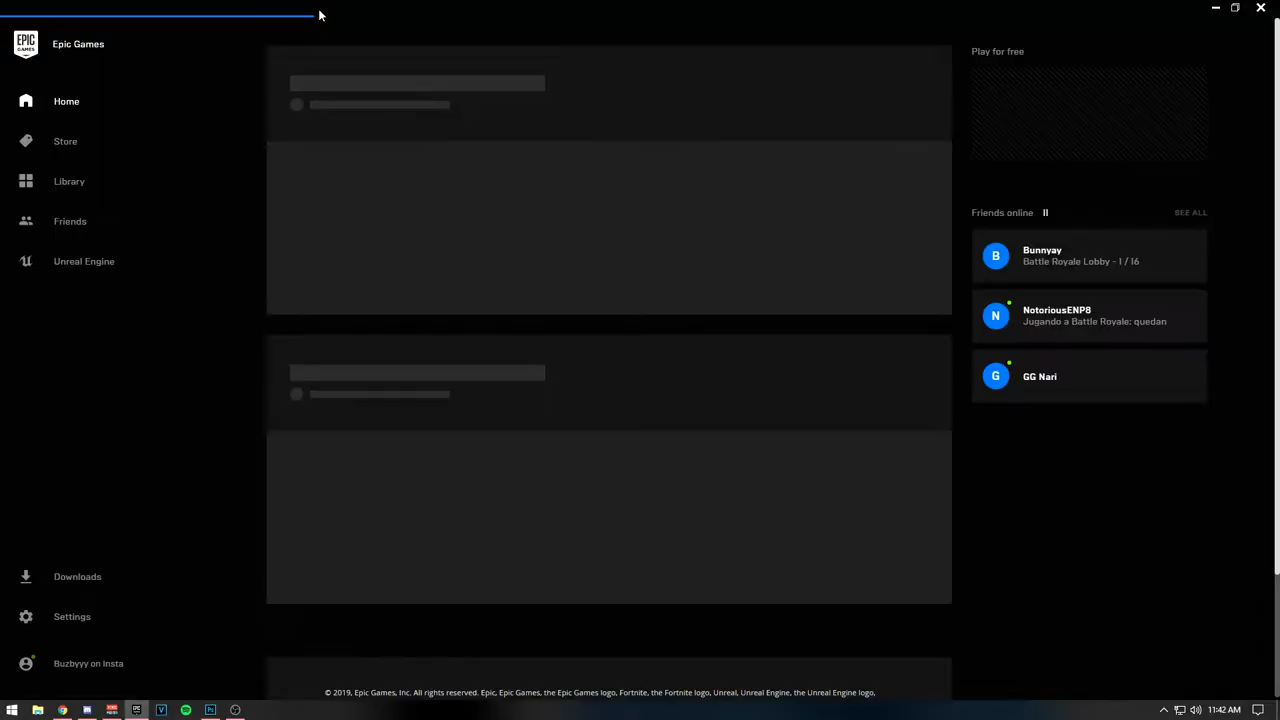 EPIC
GAMES
Epic Games
Home
Store
Library
Friends
Unreal Engine
Downloads
Settings
Buzbyyy on Insta
Play for free
Friends online 11
SEE ALL
B
Bunnyay
Battle Royale Lobby - 1 / 16
N
NotoriousENP8
Jugando a Battle Royale: quedan
G
GG Nari
© 2019, Epic Games, Inc. All rights reserved. Epic, Epic Games, the Epic Games logo, Fortnite, the Fortnite logo, Unreal, Unreal Engine, the Unreal Engine logo,
V
Ps
11:42 AM